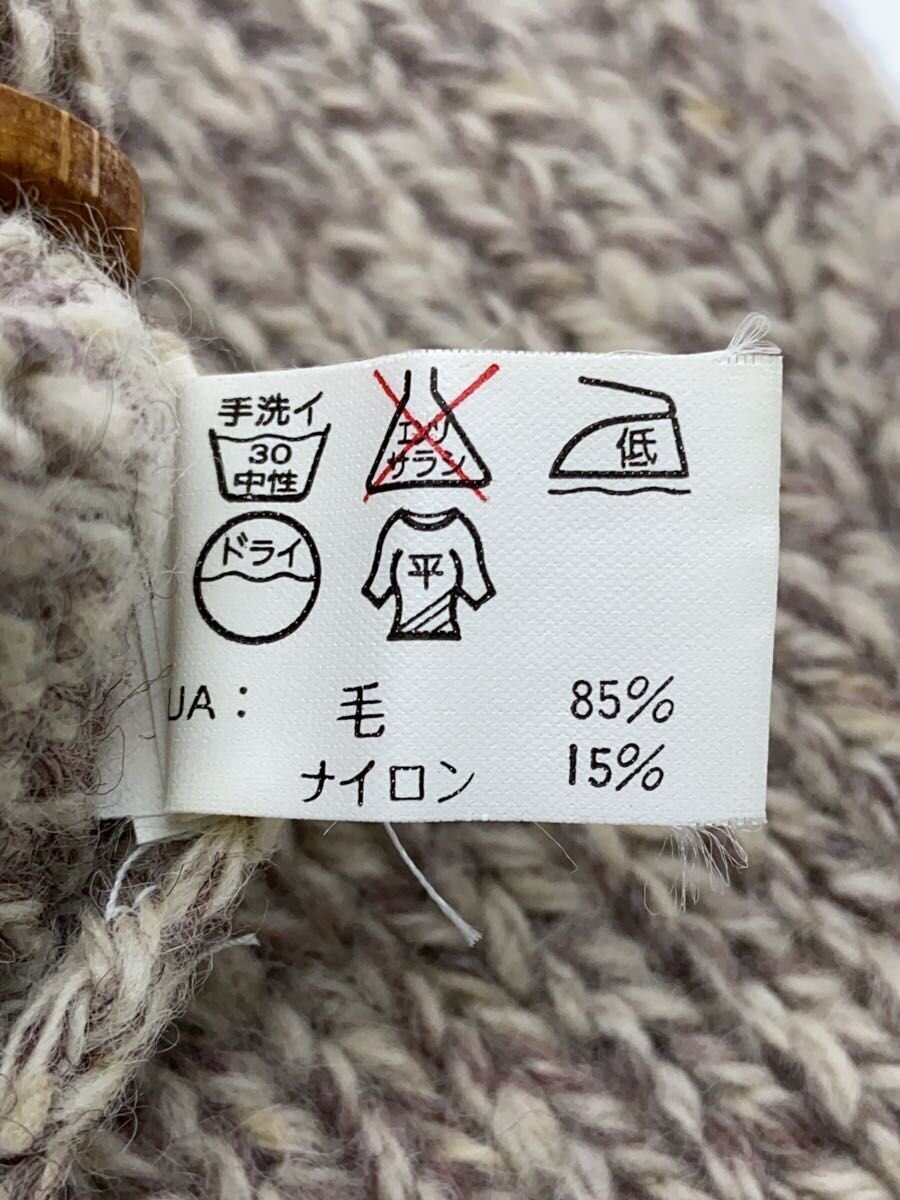 手洗イ
30
中性
エンソ
サラシ
低
ドライ
平
UA： 毛 85%
ナイロン 15%